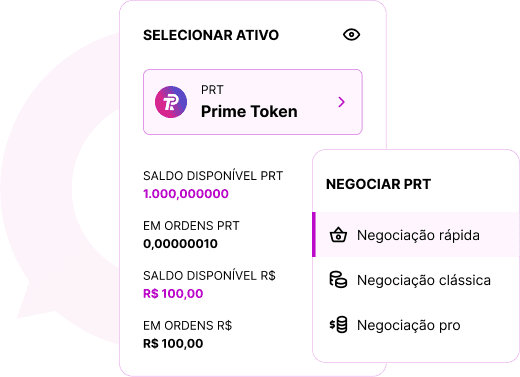 SELECIONAR ATIVO
PRT
Prime Token
SALDO DISPONÍVEL PRT
1.000,000000
EM ORDENS PRT
0,00000010
SALDO DISPONÍVEL R$
R$ 100,00
EM ORDENS R$
R$ 100,00
NEGOCIAR PRT
Negociação rápida
Negociação clássica
Negociação pro